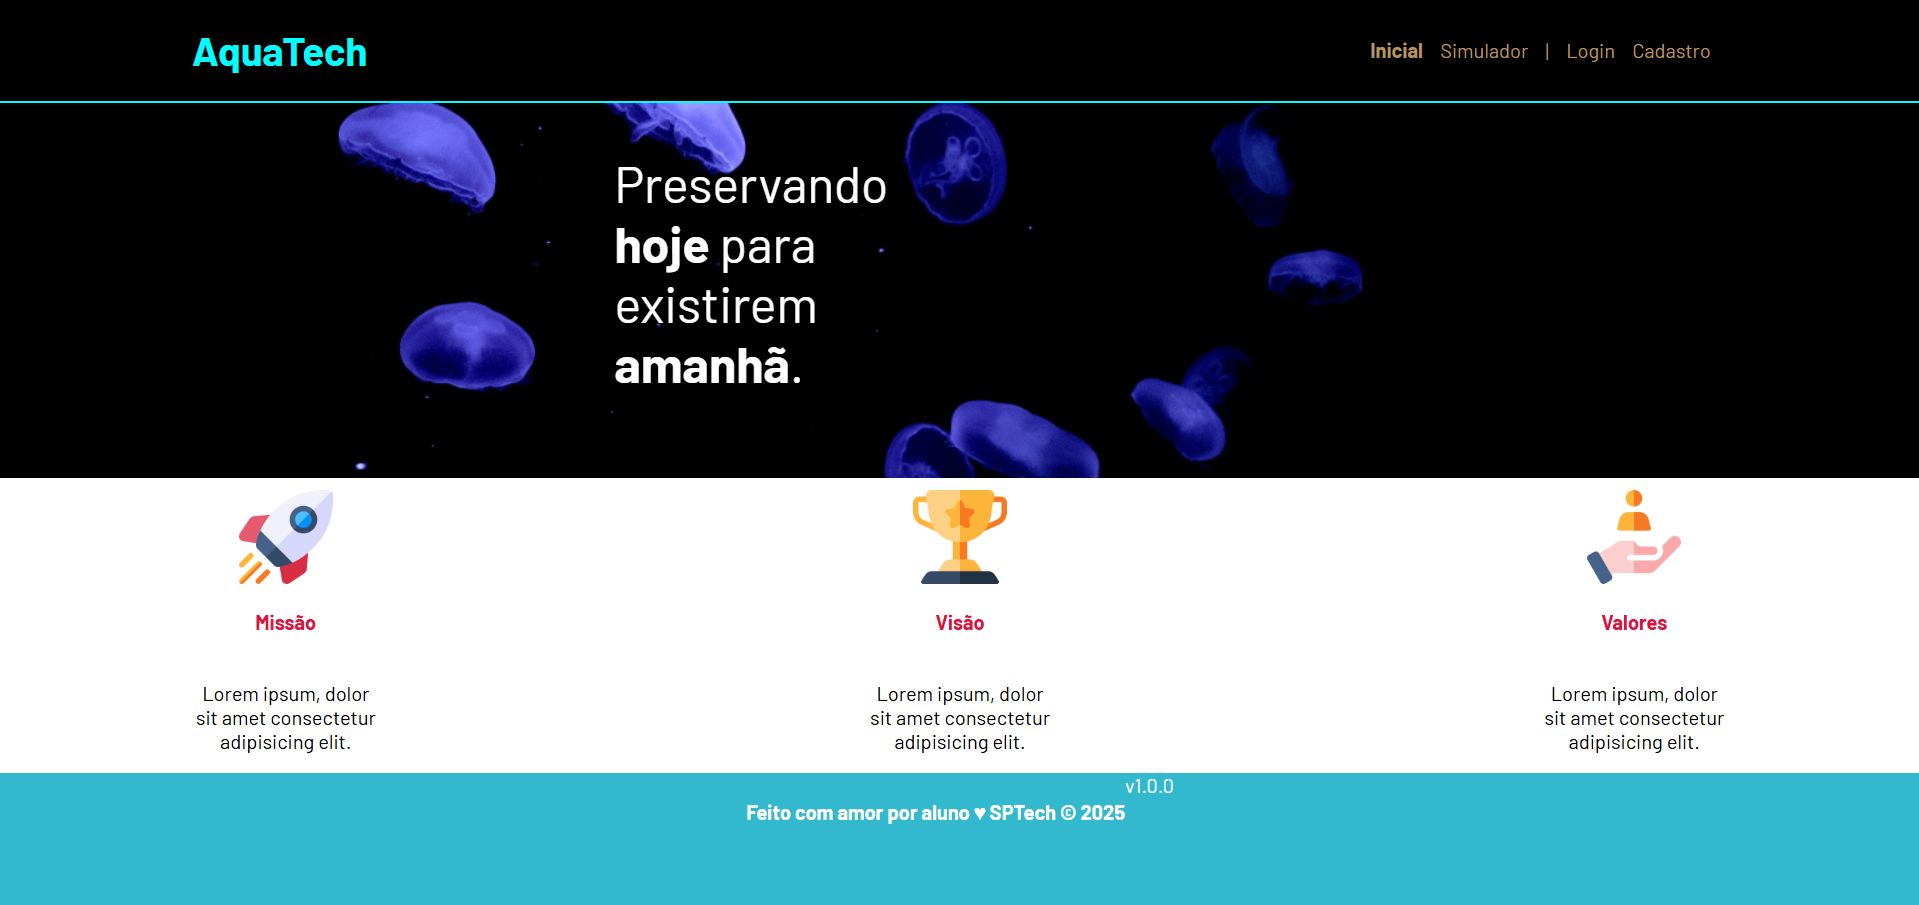 AquaTech
Inicial Simulador | Login Cadastro
Preservando
hoje para
existirem
amanhã.
Missão
Lorem ipsum, dolor
sit amet consectetur
adipisicing elit.
Visão
Lorem ipsum, dolor
sit amet consectetur
adipisicing elit.
Valores
Lorem ipsum, dolor
sit amet consectetur
adipisicing elit.
v1.0.0
Feito com amor por aluno ♥ SPTech © 2025